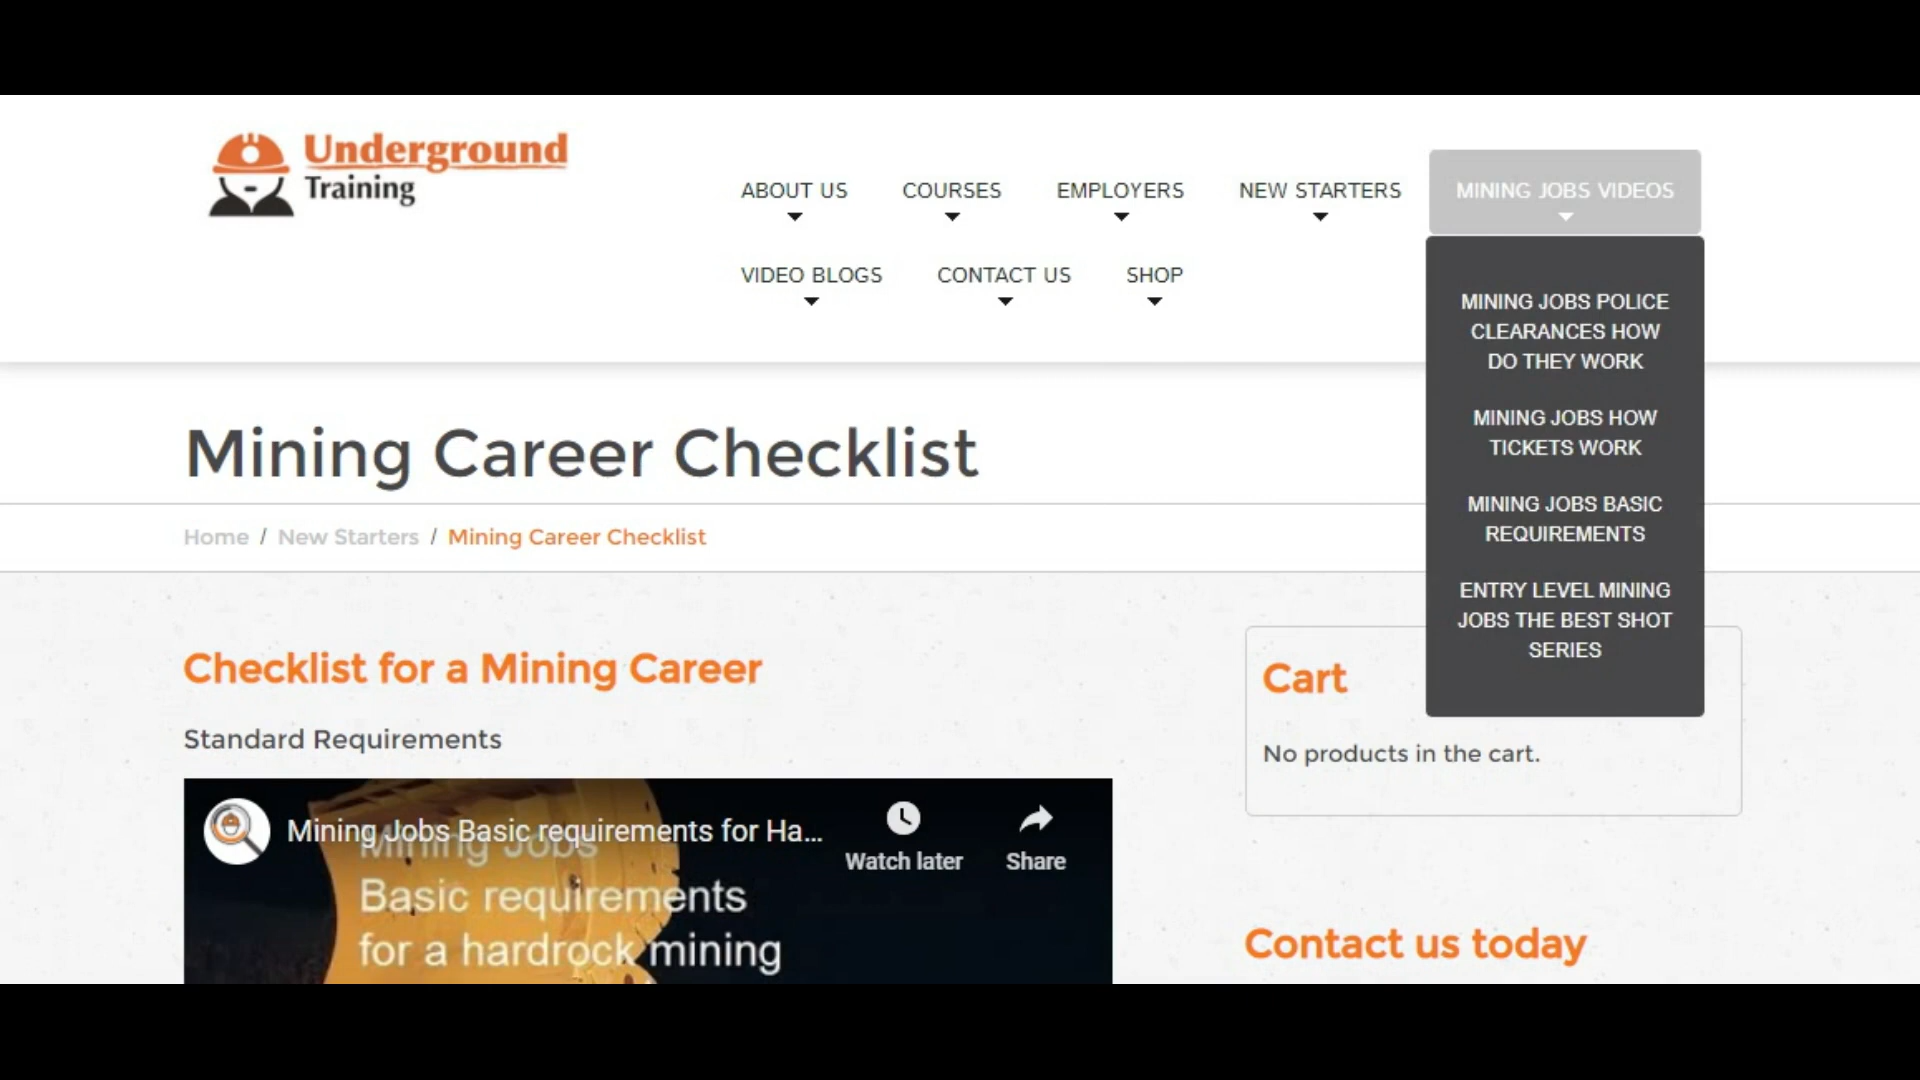 Underground
Training
ABOUT US
COURSES
EMPLOYERS
NEW STARTERS
MINING JOBS VIDEOS
VIDEO BLOGS
CONTACT US
SHOP
MINING JOBS POLICE
CLEARANCES HOW
DO THEY WORK
MINING JOBS HOW
TICKETS WORK
MINING JOBS BASIC
REQUIREMENTS
ENTRY LEVEL MINING
JOBS THE BEST SHOT
SERIES
Mining Career Checklist
Home / New Starters / Mining Career Checklist
Checklist for a Mining Career
Standard Requirements
Mining Jobs Basic requirements for Ha...
Watch later
Share
Mining Jobs
Basic requirements
for a hardrock mining
Cart
No products in the cart.
Contact us today